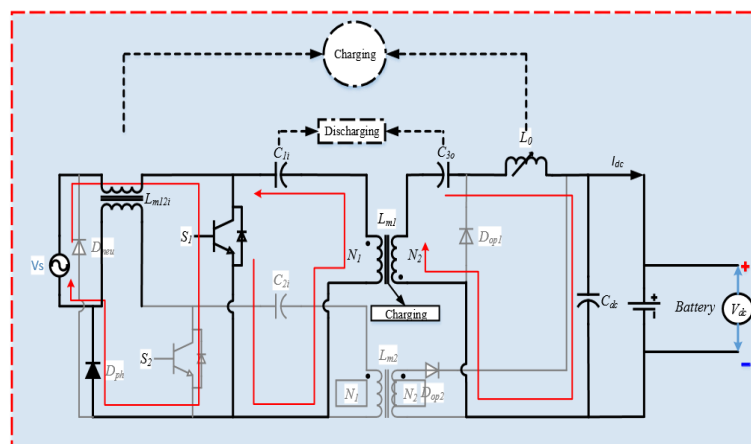 Charging
Discharging
C1i
C3o
L0
Idc
Lm12i
Lm1
Vs
Dneu
S1
N1
N2
Dop1
C2i
Charging
Cdc
+
Battery
Vdc
+
-
S2
Dph
Lm2
N1
N2
Dop2